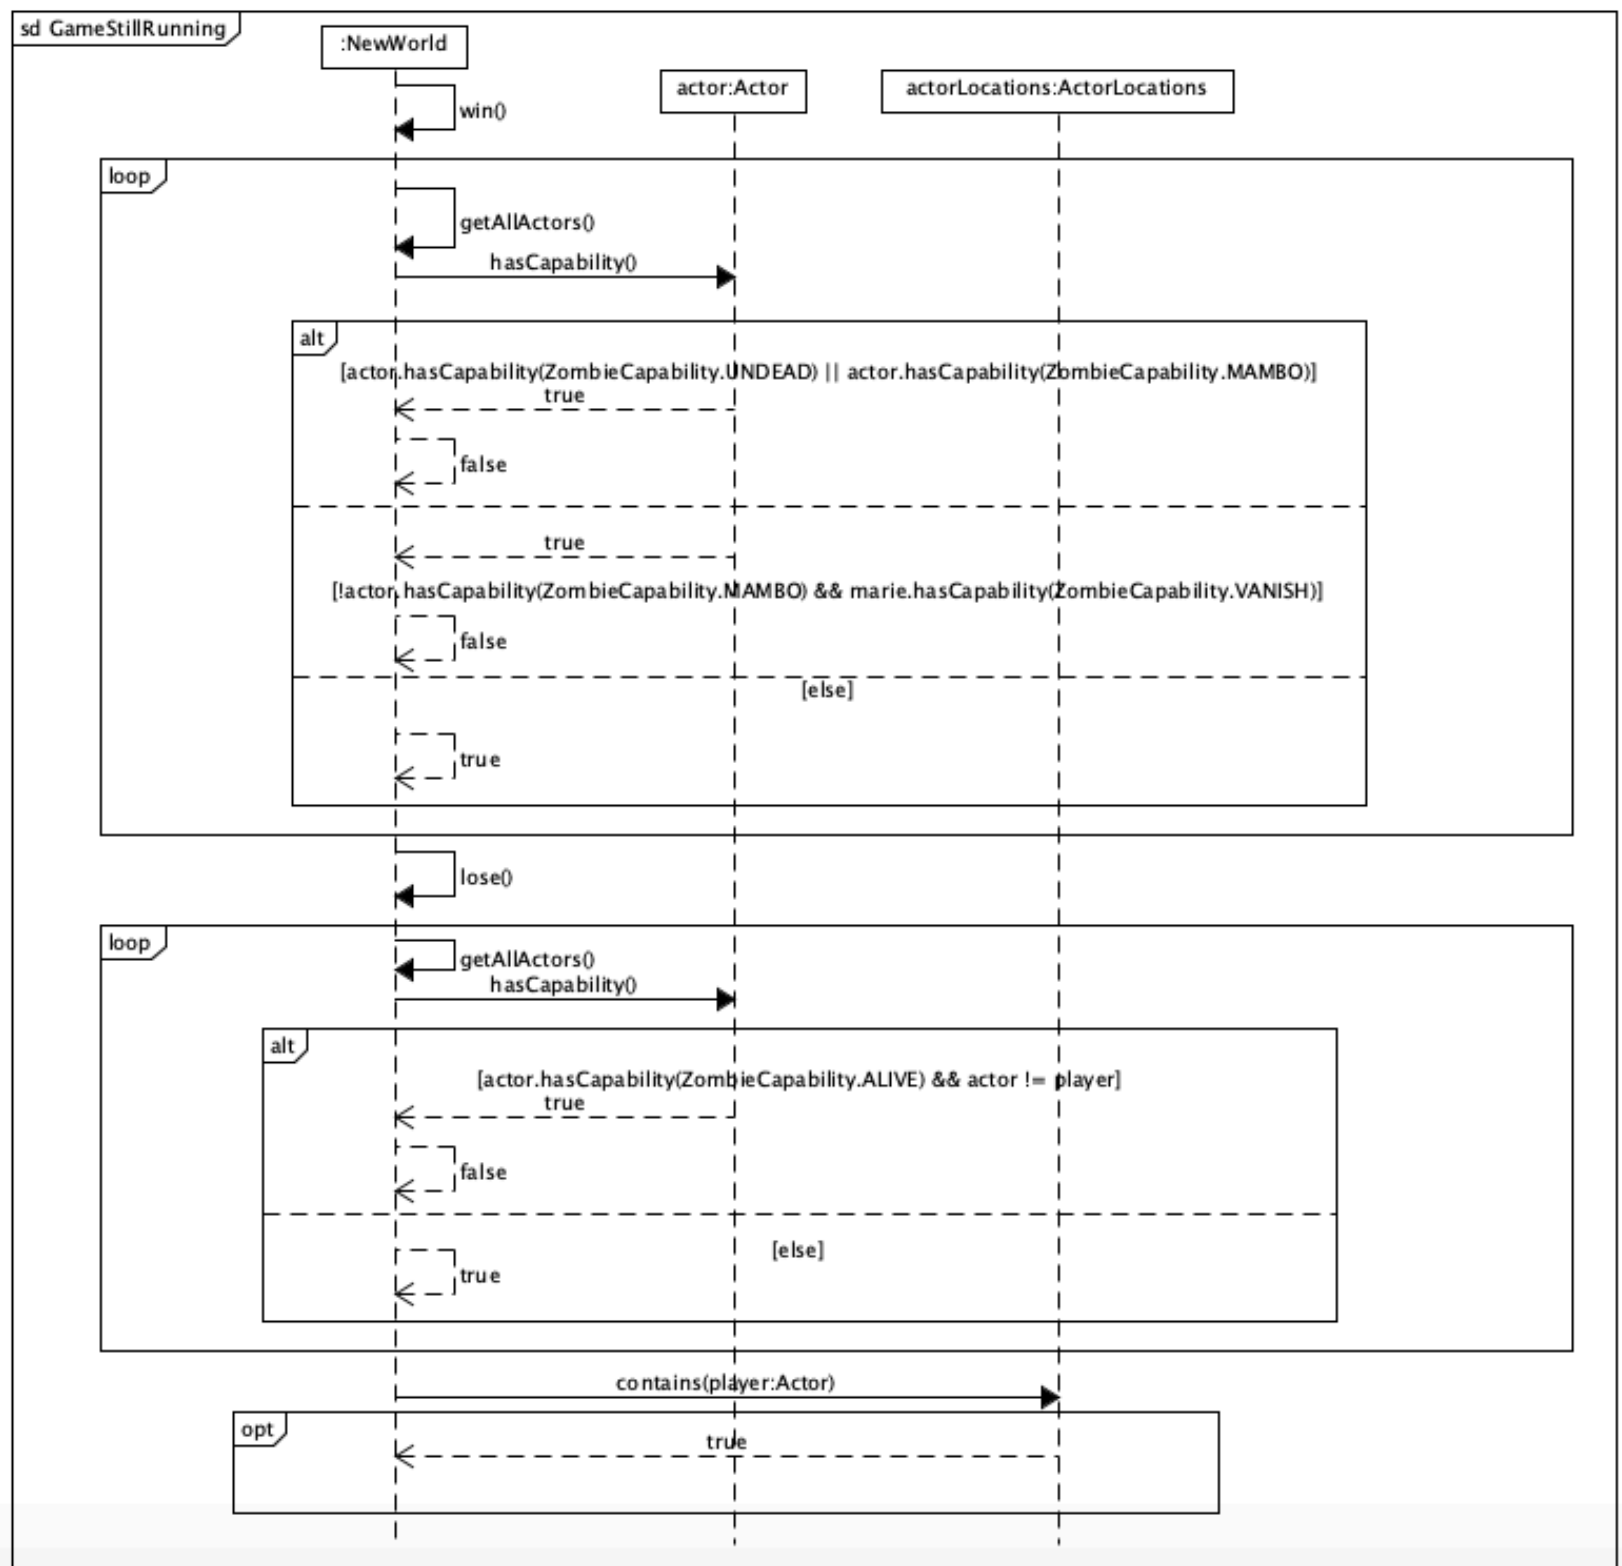 sd GameStillRunning
:NewWorld
actor:Actor
actorLocations:ActorLocations
win()
loop
getAllActors()
hasCapability()
alt
[actor.hasCapability(ZombieCapability.UNDEAD) || actor.hasCapability(ZombieCapability.MAMBO)]
true
false
true
[!actor.hasCapability(ZombieCapability.MAMBO) && marie.hasCapability(ZombieCapability.VANISH)]
false
[else]
true
lose()
loop
getAllActors()
hasCapability()
alt
[actor.hasCapability(ZombieCapability.ALIVE) && actor != player]
true
false
[else]
true
contains(player:Actor)
opt
true